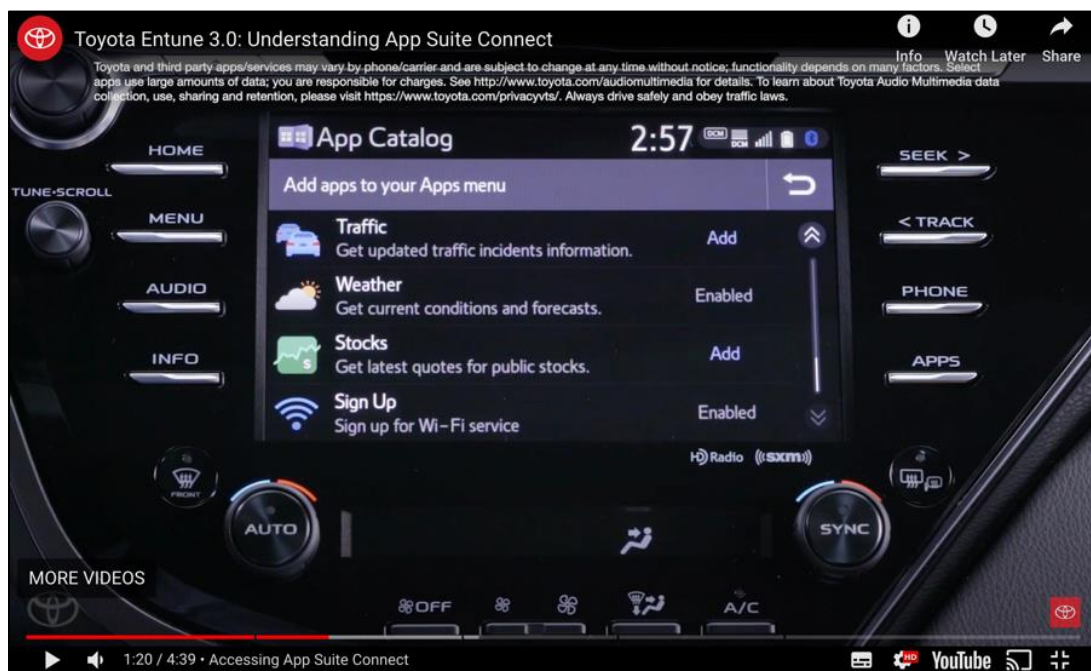 Toyota Entune 3.0: Understanding App Suite Connect
Info
Watch Later
Share
Toyota and third party apps/services may vary by phone/carrier and are subject to change at any time without notice; functionality depends on many factors. Select
apps use large amounts of data; you are responsible for charges. See http://www.toyota.com/audiomultimedia for details. To learn about Toyota Audio Multimedia data
collection, use, sharing and retention, please visit https://www.toyota.com/privacyvts/. Always drive safely and obey traffic laws.
App Catalog
2:57
DCM
DCM
Add apps to your Apps menu
Traffic
Get updated traffic incidents information.
Add
Weather
Get current conditions and forecasts.
Enabled
Stocks
Get latest quotes for public stocks.
Add
Sign Up
Sign up for Wi-Fi service
Enabled
HOME
TUNE•SCROLL
MENU
AUDIO
INFO
SEEK >
< TRACK
PHONE
APPS
HD Radio
((SXM))
FRONT
AUTO
SYNC
MORE VIDEOS
OFF
A/C
1:20 / 4:39 • Accessing App Suite Connect
HD
YouTube